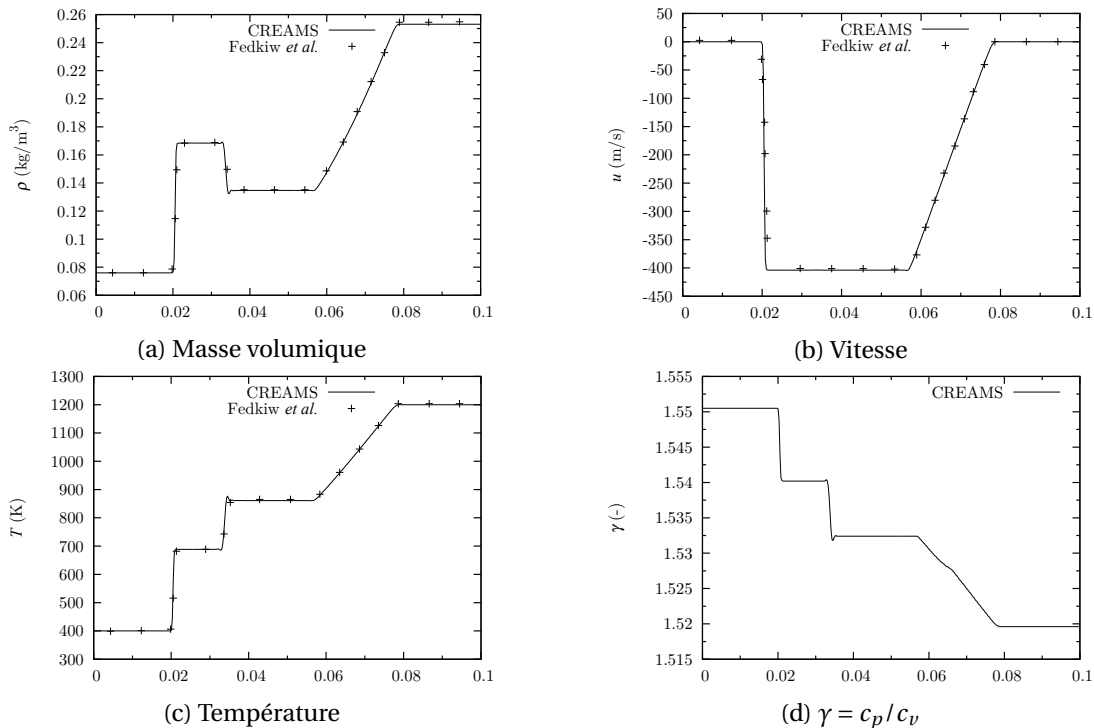 0.26
0.24
0.2
0.16
0.12
0.1
0.08
0.06
ρ (kg/m³)
CREAMS
Fedkiw et al.
0 0.02 0.04 0.06 0.08 0.1
(a) Masse volumique
50
0
-50
-100
-150
-200
-250
-300
-350
-400
-450
u (m/s)
CREAMS
Fedkiw et al.
0 0.02 0.04 0.06 0.08 0.1
(b) Vitesse
1300
1200
1100
1000
900
800
700
600
500
400
300
T (K)
CREAMS
Fedkiw et al.
0 0.02 0.04 0.06 0.08 0.1
(c) Température
1.555
1.55
1.545
1.54
1.535
1.53
1.525
1.52
1.515
γ (-)
CREAMS
0 0.02 0.04 0.06 0.08 0.1
(d) γ = cp/cv